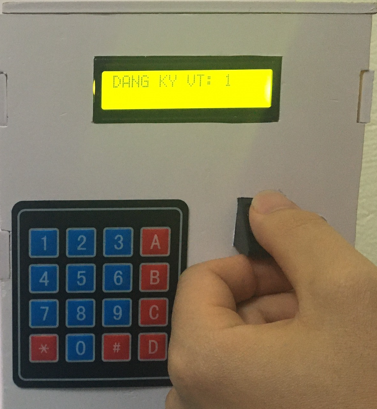 DANG KY VT: 1
1 2 3 A
4 5 6 B
7 8 9 C
* 0 # D